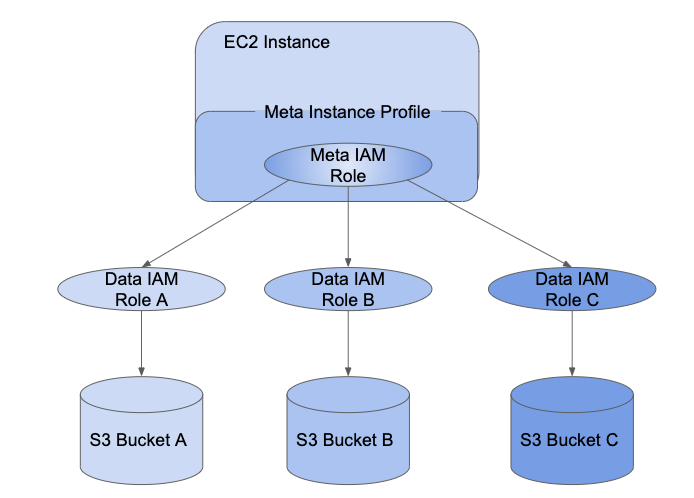 EC2 Instance
Meta Instance Profile
Meta IAM
Role
Data IAM
Role A
Data IAM
Role B
Data IAM
Role C
S3 Bucket A
S3 Bucket B
S3 Bucket C